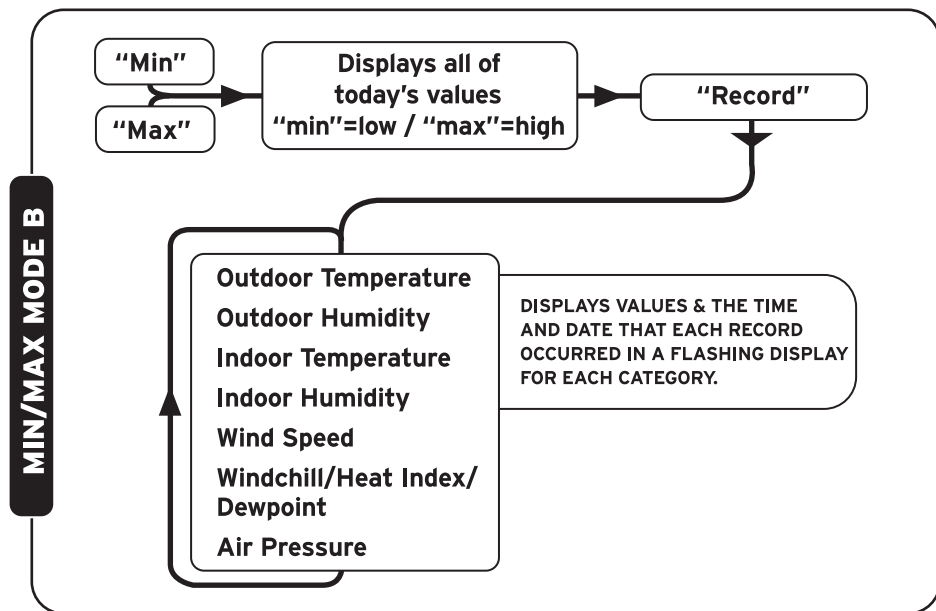 MIN/MAX MODE B
“Min”
“Max”
Displays all of
today's values
“min”=low / “max”=high
“Record”
Outdoor Temperature
Outdoor Humidity
Indoor Temperature
Indoor Humidity
Wind Speed
Windchill/Heat Index/
Dewpoint
Air Pressure
DISPLAYS VALUES & THE TIME
AND DATE THAT EACH RECORD
OCCURRED IN A FLASHING DISPLAY
FOR EACH CATEGORY.